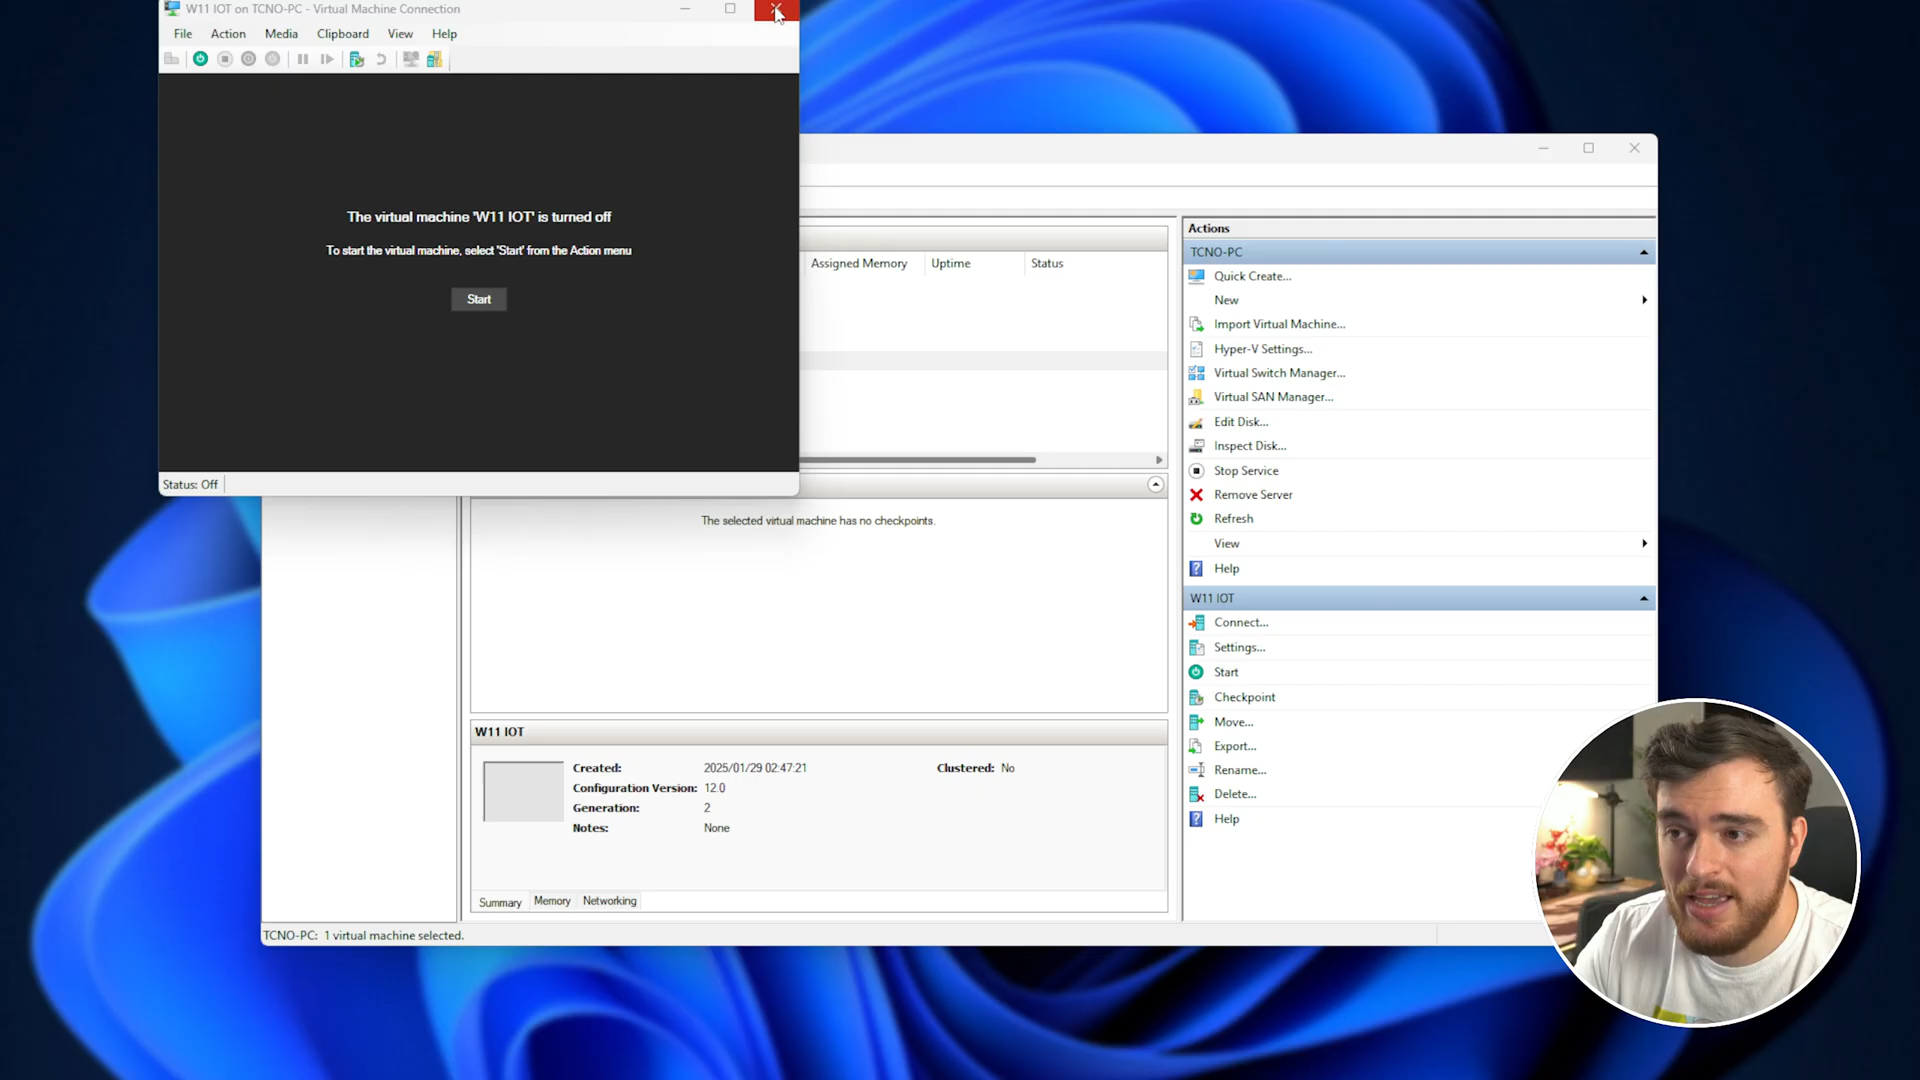 W11 IOT on TCNO-PC - Virtual Machine Connection
File Action Media Clipboard View Help
The virtual machine 'W11 IOT' is turned off
To start the virtual machine, select 'Start' from the Action menu
Start
Status: Off
Assigned Memory Uptime Status
The selected virtual machine has no checkpoints.
W11 IOT
Created: 2025/01/29 02:47:21 Clustered: No
Configuration Version: 12.0
Generation: 2
Notes: None
Summary Memory Networking
TCNO-PC: 1 virtual machine selected.
Actions
TCNO-PC
Quick Create...
New
Import Virtual Machine...
Hyper-V Settings...
Virtual Switch Manager...
Virtual SAN Manager...
Edit Disk...
Inspect Disk...
Stop Service
Remove Server
Refresh
View
Help
W11 IOT
Connect...
Settings...
Start
Checkpoint
Move...
Export...
Rename...
Delete...
Help